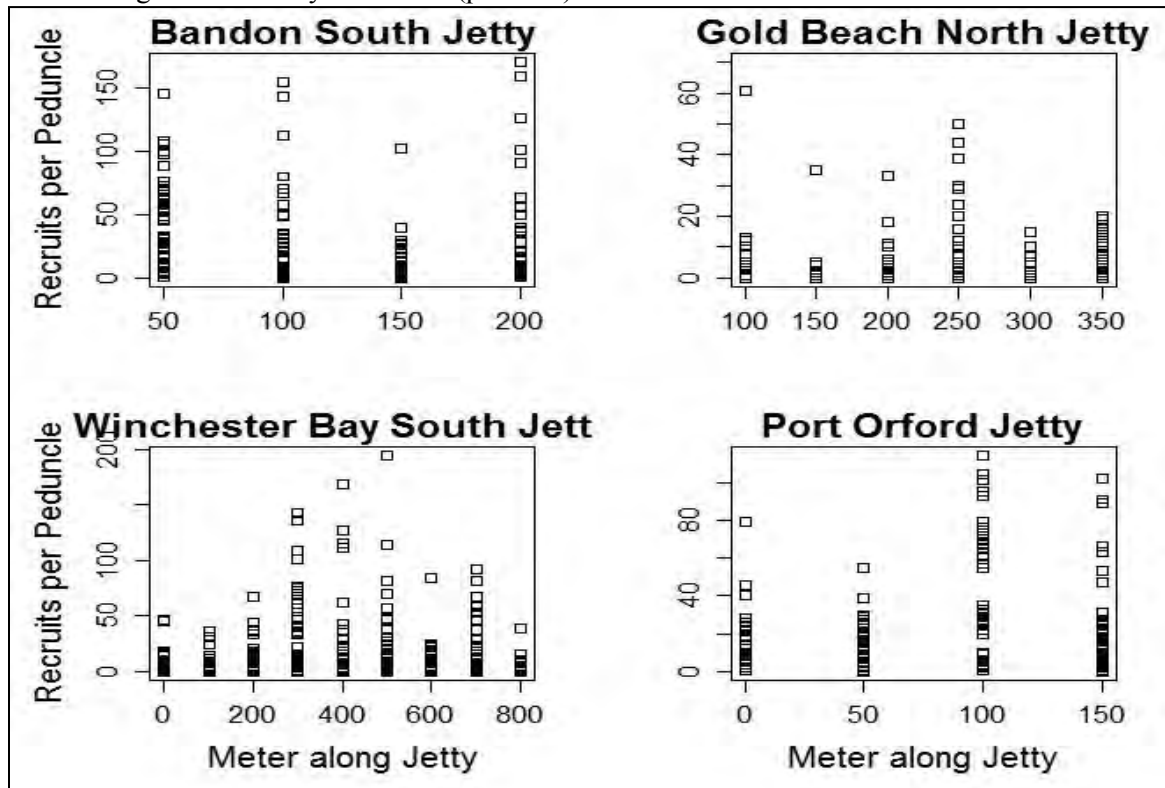 Bandon South Jetty
Recruits per Peduncle
0 50 100 150
50 100 150 200
Gold Beach North Jetty
0 20 40 60
100 150 200 250 300 350
Winchester Bay South Jett
Recruits per Peduncle
0 50 100 200
0 200 400 600 800
Meter along Jetty
Port Orford Jetty
0 40 80
0 50 100 150
Meter along Jetty